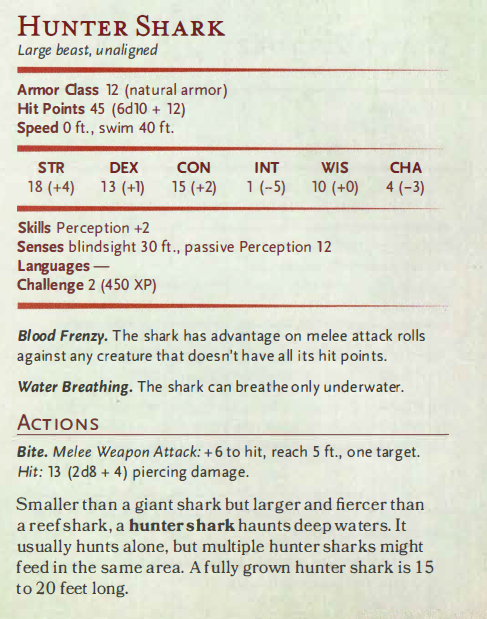 HUNTER SHARK
Large beast, unaligned
Armor Class 12 (natural armor)
Hit Points 45 (6d10 + 12)
Speed 0 ft., swim 40 ft.
STR DEX CON INT WIS CHA
18 (+4) 13 (+1) 15 (+2) 1 (−5) 10 (+0) 4 (−3)
Skills Perception +2
Senses blindsight 30 ft., passive Perception 12
Languages —
Challenge 2 (450 XP)
Blood Frenzy. The shark has advantage on melee attack rolls
against any creature that doesn't have all its hit points.
Water Breathing. The shark can breathe only underwater.
ACTIONS
Bite. Melee Weapon Attack: +6 to hit, reach 5 ft., one target.
Hit: 13 (2d8 + 4) piercing damage.
Smaller than a giant shark but larger and fiercer than
a reef shark, a hunter shark haunts deep waters. It
usually hunts alone, but multiple hunter sharks might
feed in the same area. A fully grown hunter shark is 15
to 20 feet long.